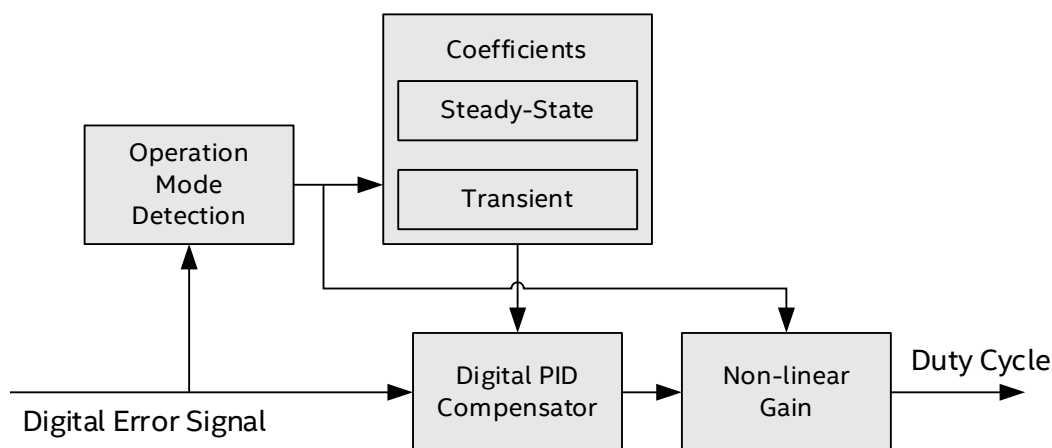 Coefficients
Steady-State
Transient
Operation
Mode
Detection
Digital PID
Compensator
Non-linear
Gain
Duty Cycle
Digital Error Signal